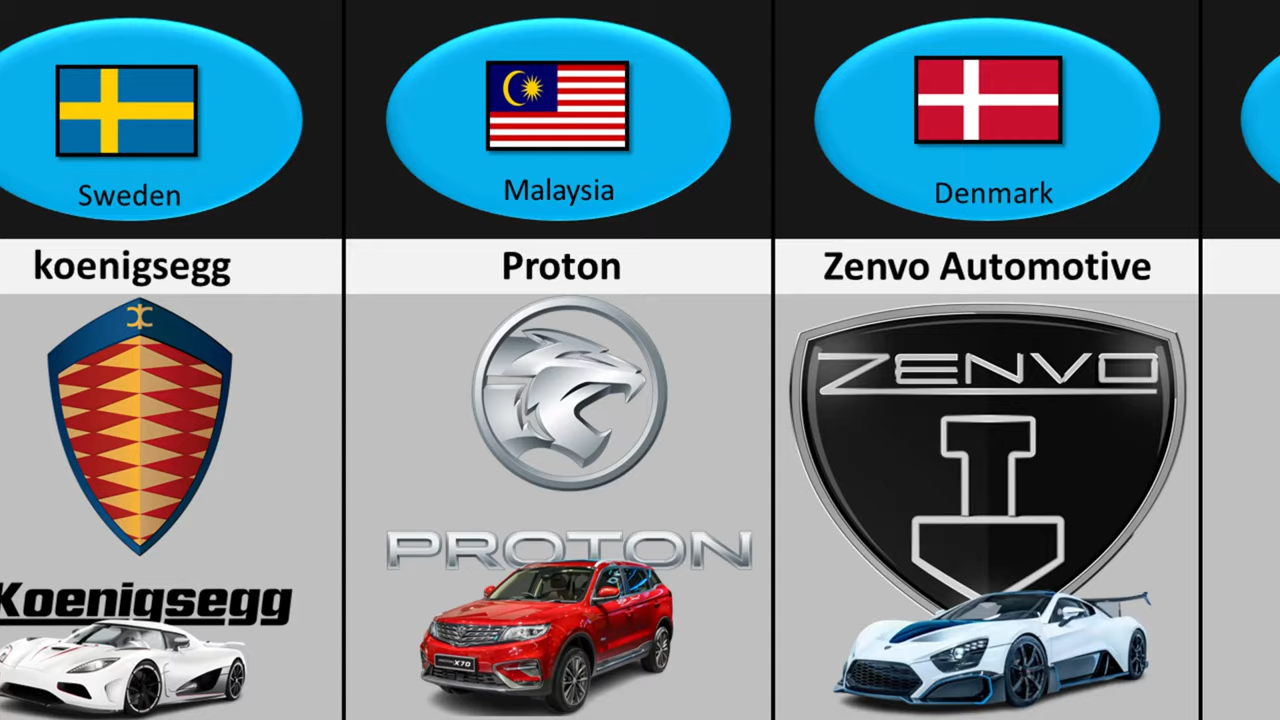 Sweden
Malaysia
Denmark
koenigsegg
Proton
Zenvo Automotive
ZENVO
PROTON
Koenigsegg
X70